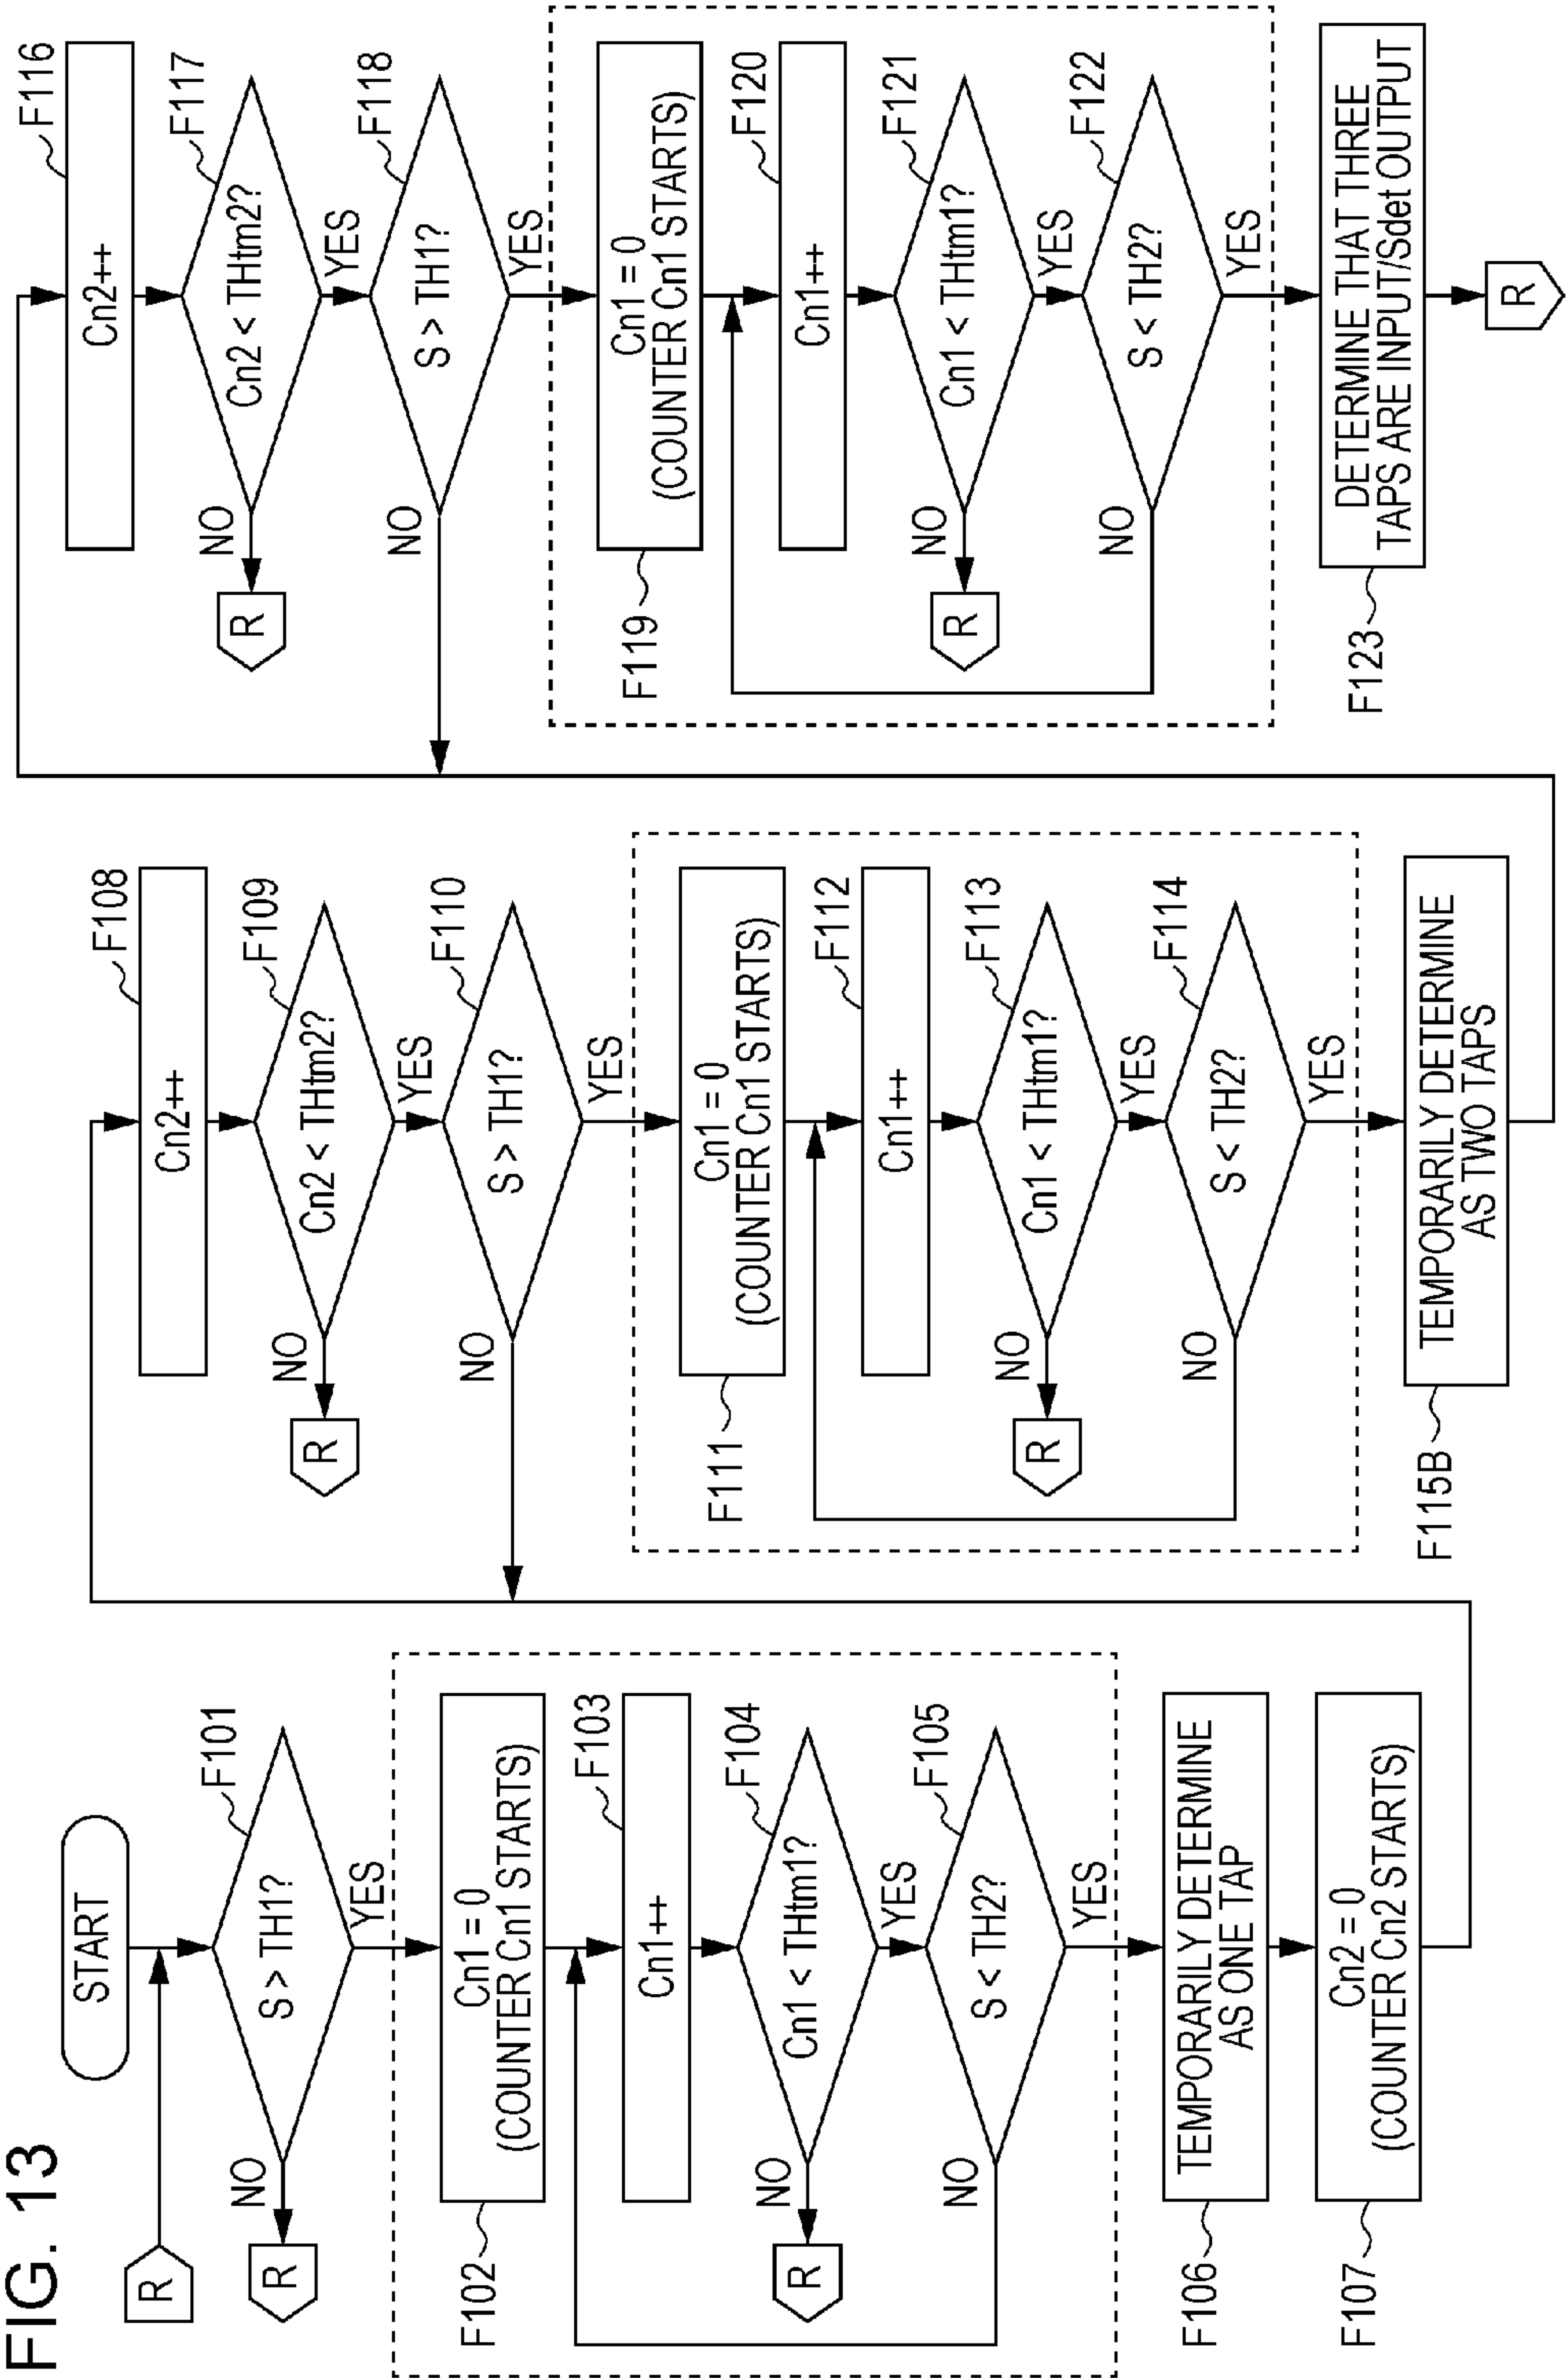 FIG. 13
START
R
F101
S > TH1?
NO
R
YES
F102
Cn1 = 0
(COUNTER Cn1 STARTS)
F103
Cn1++
F104
Cn1 < THtm1?
NO
R
YES
F105
S < TH2?
NO
YES
F106
TEMPORARILY DETERMINE
AS ONE TAP
F107
Cn2 = 0
(COUNTER Cn2 STARTS)
F108
Cn2++
F109
Cn2 < THtm2?
NO
R
YES
F110
S > TH1?
NO
YES
F111
Cn1 = 0
(COUNTER Cn1 STARTS)
F112
Cn1++
F113
Cn1 < THtm1?
NO
R
YES
F114
S < TH2?
NO
YES
F115B
TEMPORARILY DETERMINE
AS TWO TAPS
F116
Cn2++
F117
Cn2 < THtm2?
NO
R
YES
F118
S > TH1?
NO
YES
F119
Cn1 = 0
(COUNTER Cn1 STARTS)
F120
Cn1++
F121
Cn1 < THtm1?
NO
R
YES
F122
S < TH2?
NO
YES
F123
DETERMINE THAT THREE
TAPS ARE INPUT/Sdet OUTPUT
R